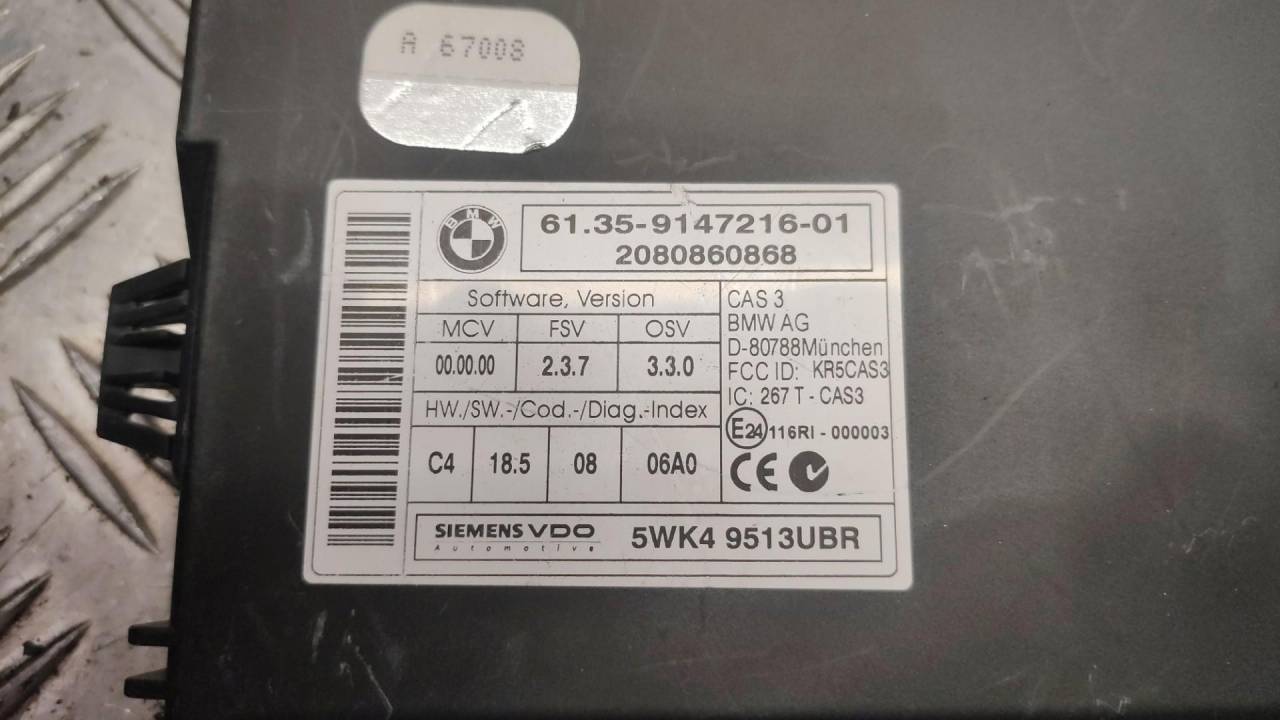 A 67008
BMW
61.35-9147216-01
2080860868
Software, Version
MCV FSV OSV
00.00.00 2.3.7 3.3.0
HW./SW.-/Cod.-/Diag.-Index
C4 18.5 08 06A0
CAS 3
BMW AG
D-80788München
FCC ID: KR5CAS3
IC: 267 T - CAS3
E24 116RI - 000003
CE
SIEMENS VDO
Automotive
5WK4 9513UBR